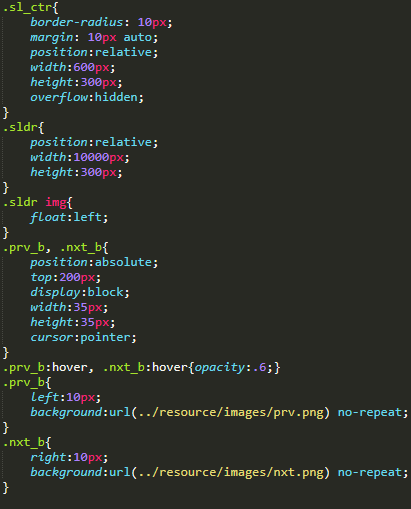 .sl_ctr{
border-radius: 10px;
margin: 10px auto;
position:relative;
width:600px;
height:300px;
overflow:hidden;
}
.sldr{
position:relative;
width:10000px;
height:300px;
}
.sldr img{
float:left;
}
.prv_b, .nxt_b{
position:absolute;
top:200px;
display:block;
width:35px;
height:35px;
cursor:pointer;
}
.prv_b:hover, .nxt_b:hover{opacity:.6;}
.prv_b{
left:10px;
background:url(../resource/images/prv.png) no-repeat;
}
.nxt_b{
right:10px;
background:url(../resource/images/nxt.png) no-repeat;
}